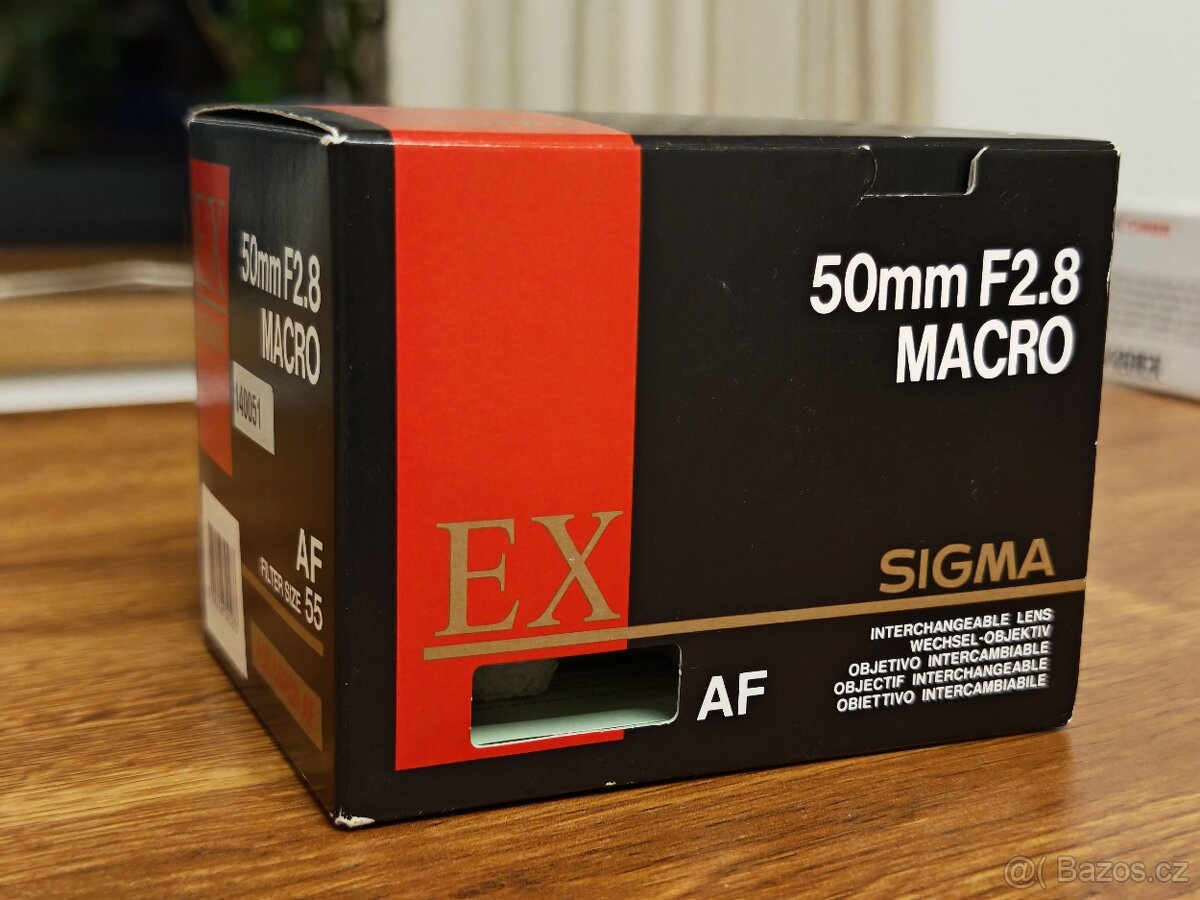 EX
50mm F2.8
MACRO
140051
AF
FILTER SIZE 55
50mm F2.8
MACRO
EX
SIGMA
INTERCHANGEABLE LENS
WECHSEL-OBJEKTIV
OBJETIVO INTERCAMBIABLE
OBJECTIF INTERCHANGEABLE
OBIETTIVO INTERCAMBIABILE
AF
@( Bazos.cz